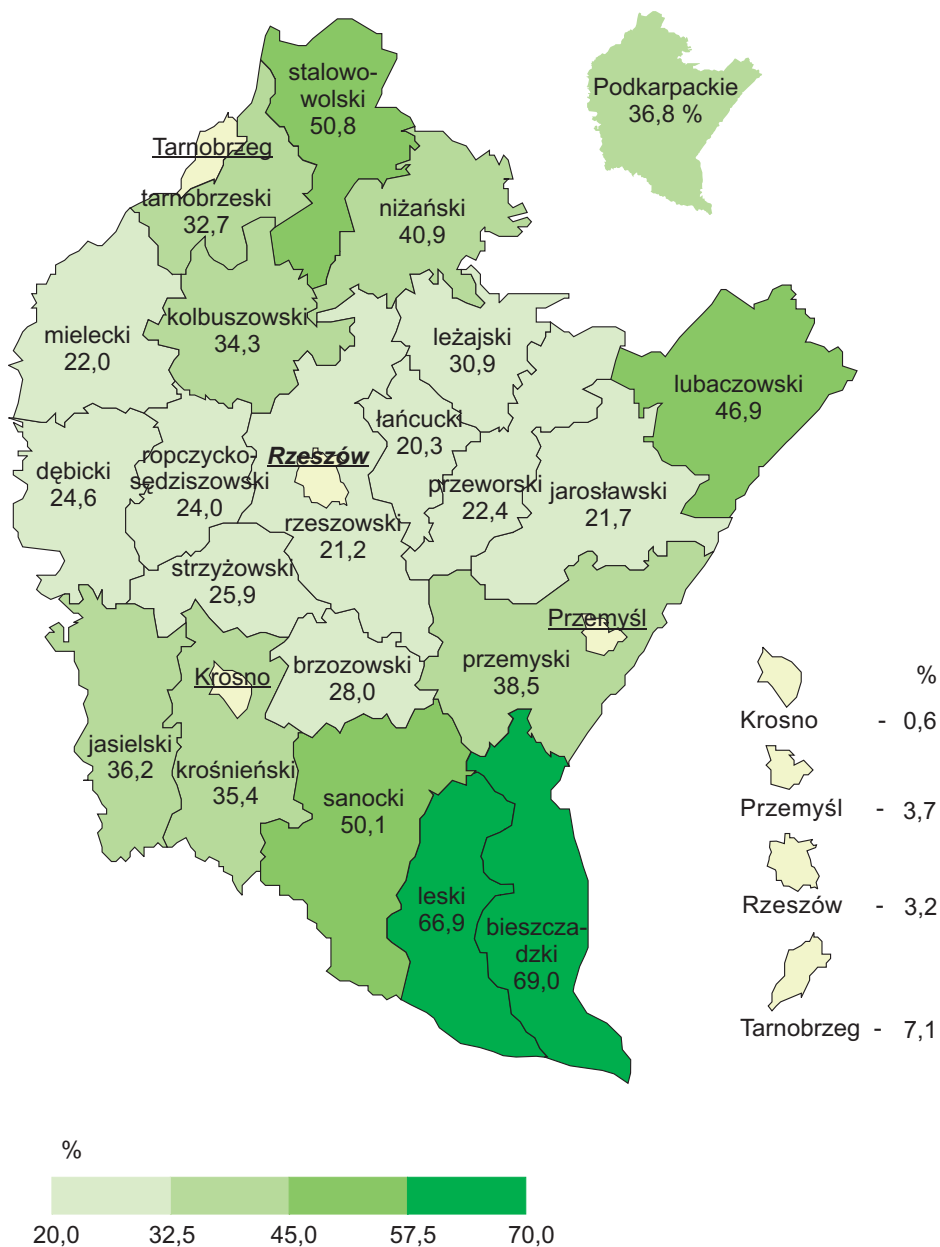 stalowo-
wolski
50,8
Podkarpackie
36,8 %
Tarnobrzeg
tarnobrzeski
32,7
niżański
40,9
mielecki
22,0
kolbuszowski
34,3
leżajski
30,9
lubaczowski
46,9
dębicki
24,6
ropczycko-
sędziszowski
24,0
Rzeszów
rzeszowski
21,2
łańcucki
20,3
przeworski
22,4
jarosławski
21,7
strzyżowski
25,9
Przemyśl
przemyski
38,5
Krosno
brzozowski
28,0
jasielski
36,2
krośnieński
35,4
sanocki
50,1
leski
66,9
bieszcza-
dzki
69,0
%
Krosno - 0,6
Przemyśl - 3,7
Rzeszów - 3,2
Tarnobrzeg - 7,1
%
20,0 32,5 45,0 57,5 70,0